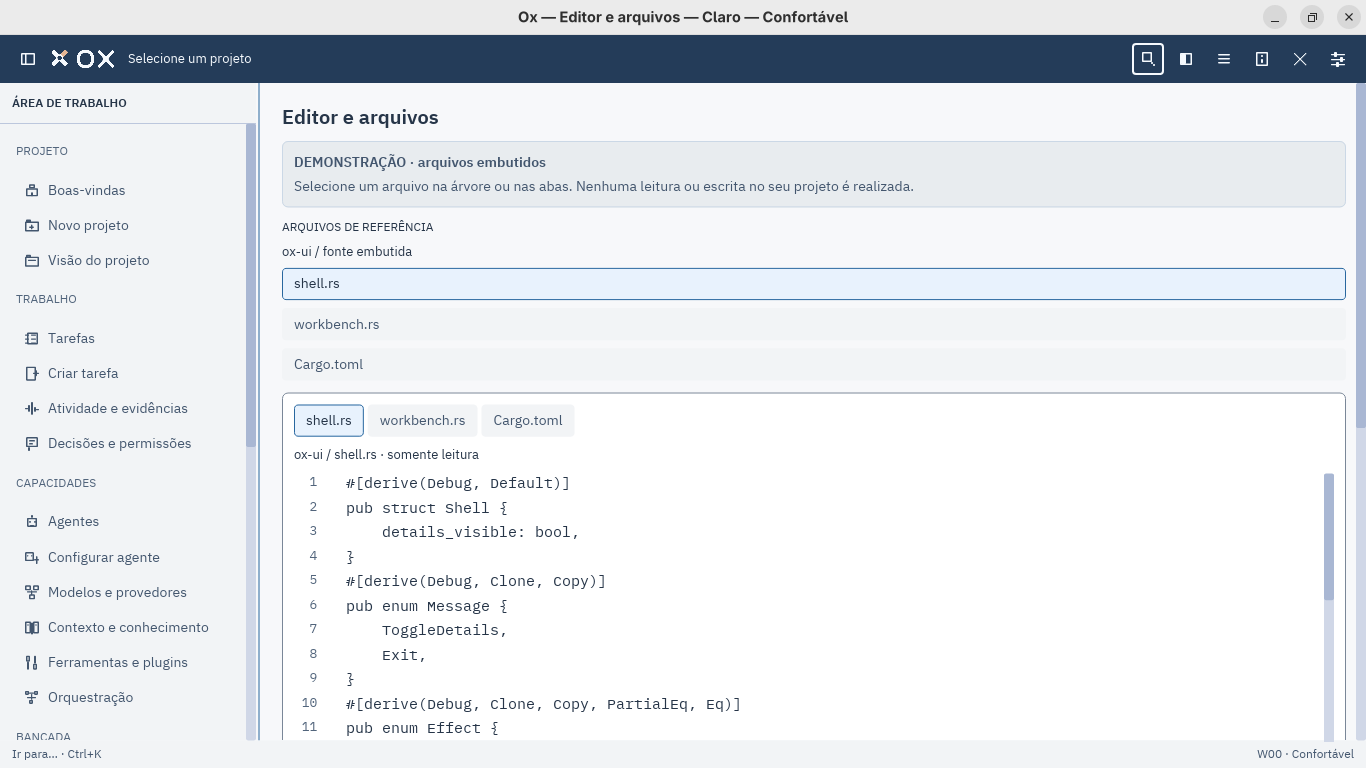 Ox — Editor e arquivos — Claro — Confortável
OX Selecione um projeto
ÁREA DE TRABALHO
PROJETO
Boas-vindas
Novo projeto
Visão do projeto
TRABALHO
Tarefas
Criar tarefa
Atividade e evidências
Decisões e permissões
CAPACIDADES
Agentes
Configurar agente
Modelos e provedores
Contexto e conhecimento
Ferramentas e plugins
Orquestração
BANCADA
Editor e arquivos
DEMONSTRAÇÃO · arquivos embutidos
Selecione um arquivo na árvore ou nas abas. Nenhuma leitura ou escrita no seu projeto é realizada.
ARQUIVOS DE REFERÊNCIA
ox-ui / fonte embutida
shell.rs
workbench.rs
Cargo.toml
shell.rs workbench.rs Cargo.toml
ox-ui / shell.rs · somente leitura
1 #[derive(Debug, Default)]
2 pub struct Shell {
3     details_visible: bool,
4 }
5 #[derive(Debug, Clone, Copy)]
6 pub enum Message {
7     ToggleDetails,
8     Exit,
9 }
10 #[derive(Debug, Clone, Copy, PartialEq, Eq)]
11 pub enum Effect {
Ir para... · Ctrl+K
W00 · Confortável